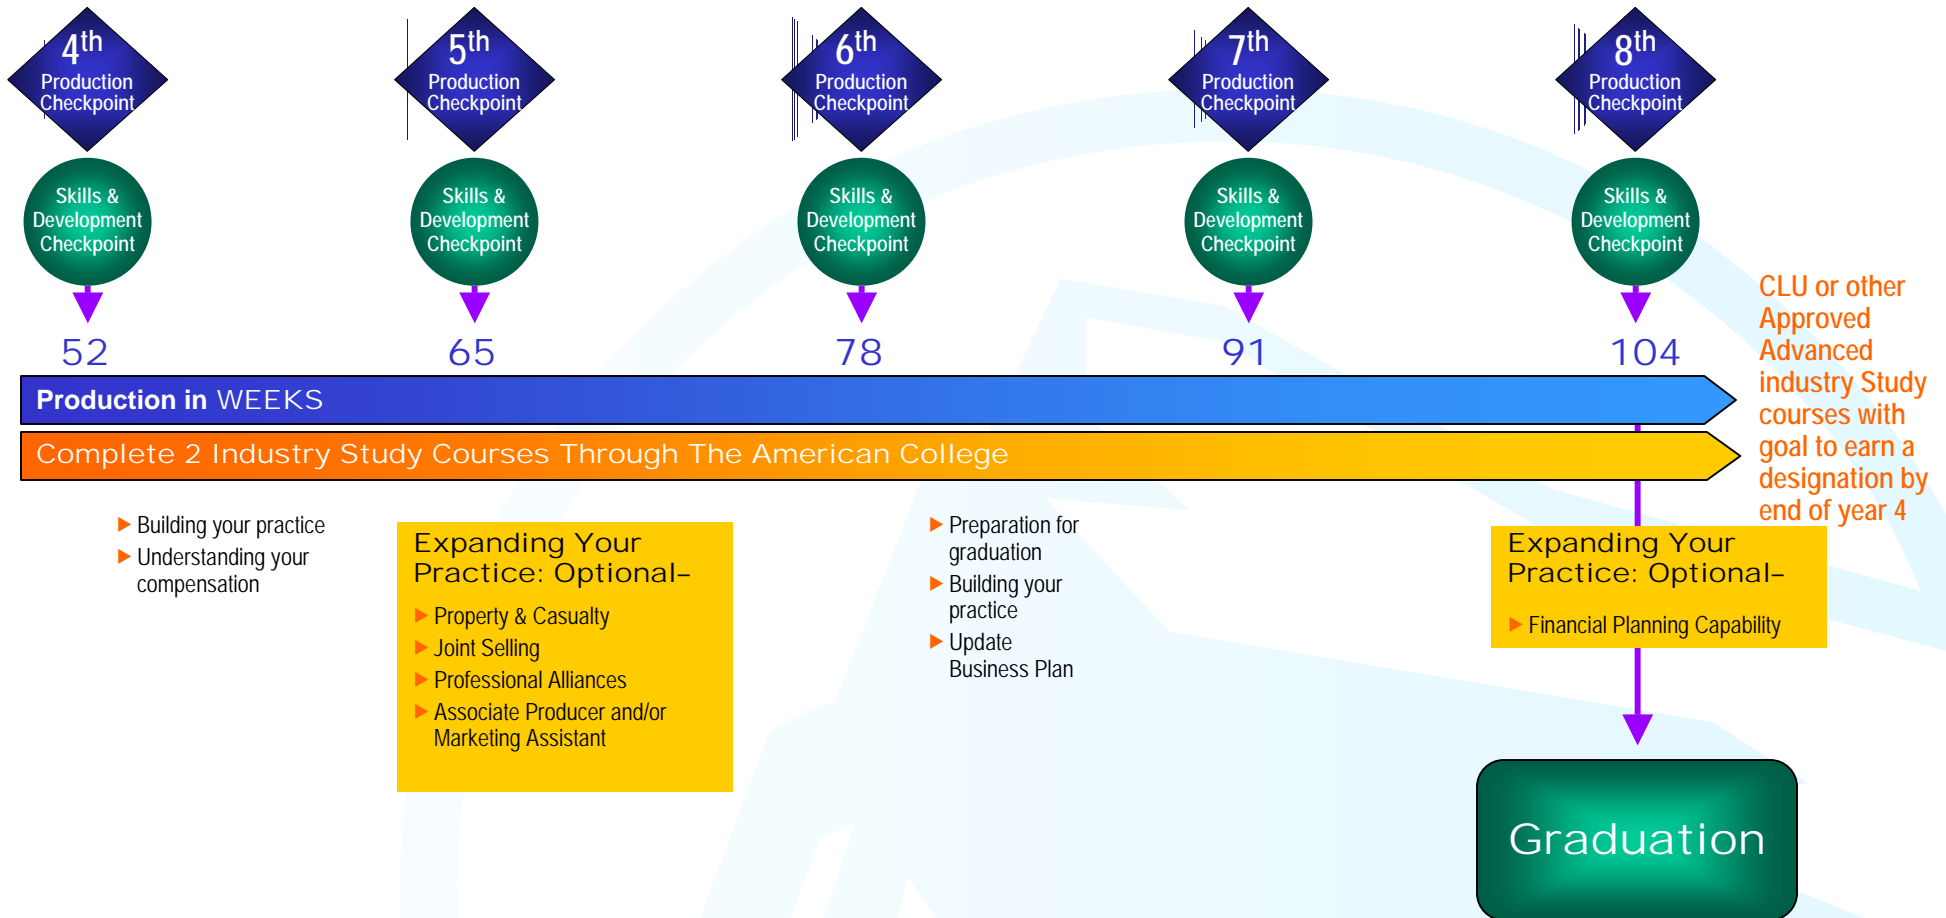 4th
Production
Checkpoint
5th
Production
Checkpoint
6th
Production
Checkpoint
7th
Production
Checkpoint
8th
Production
Checkpoint
Skills &
Development
Checkpoint
Skills &
Development
Checkpoint
Skills &
Development
Checkpoint
Skills &
Development
Checkpoint
Skills &
Development
Checkpoint
52
65
78
91
104
Production in WEEKS
Complete 2 Industry Study Courses Through The American College
CLU or other
Approved
Advanced
industry Study
courses with
goal to earn a
designation by
end of year 4
Building your practice
Understanding your
compensation
Expanding Your
Practice: Optional–
Property & Casualty
Joint Selling
Professional Alliances
Associate Producer and/or
Marketing Assistant
Preparation for
graduation
Building your
practice
Update
Business Plan
Expanding Your
Practice: Optional–
Financial Planning Capability
Graduation